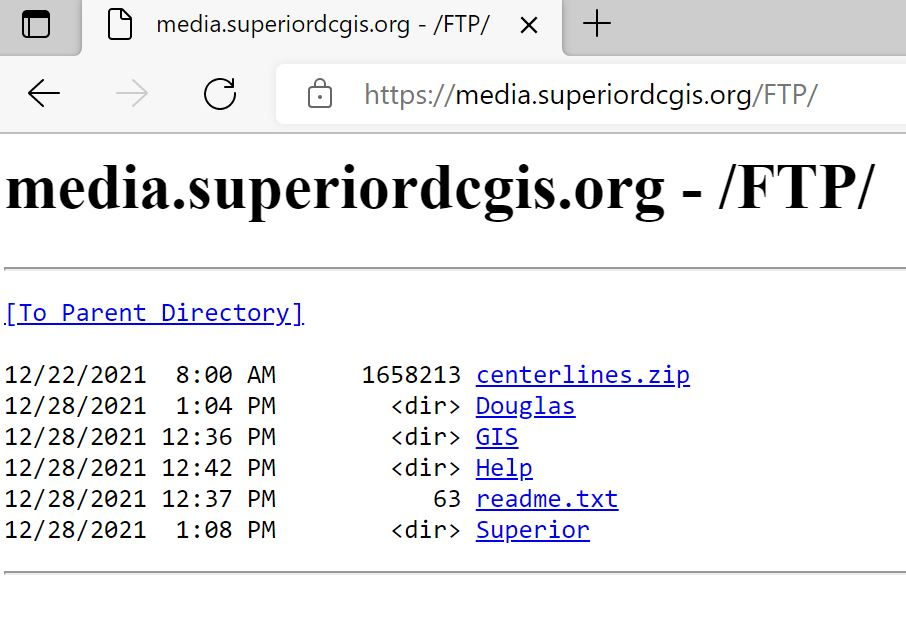 media.superiordcgis.org - /FTP/
https://media.superiordcgis.org/FTP/
media.superiordcgis.org - /FTP/
[To Parent Directory]
12/22/2021  8:00 AM      1658213 centerlines.zip
12/28/2021  1:04 PM        <dir> Douglas
12/28/2021 12:36 PM        <dir> GIS
12/28/2021 12:42 PM        <dir> Help
12/28/2021 12:37 PM           63 readme.txt
12/28/2021  1:08 PM        <dir> Superior